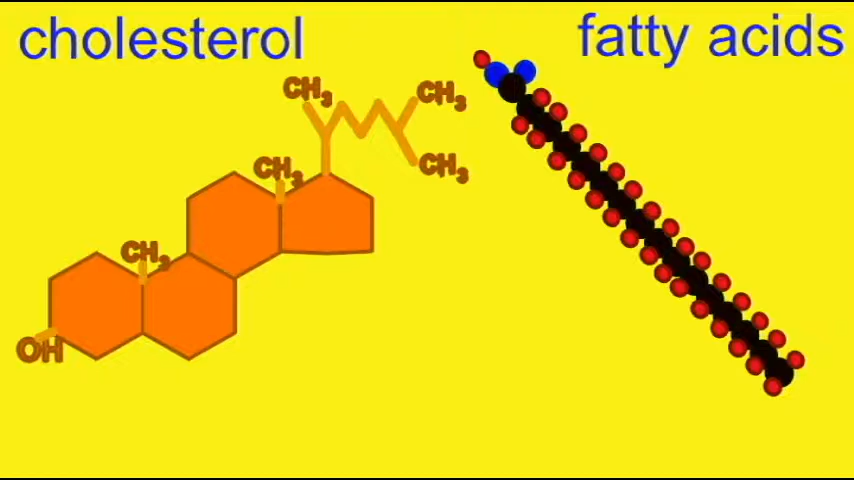 cholesterol
fatty acids
CH3
CH3
CH3
CH3
CH3
OH